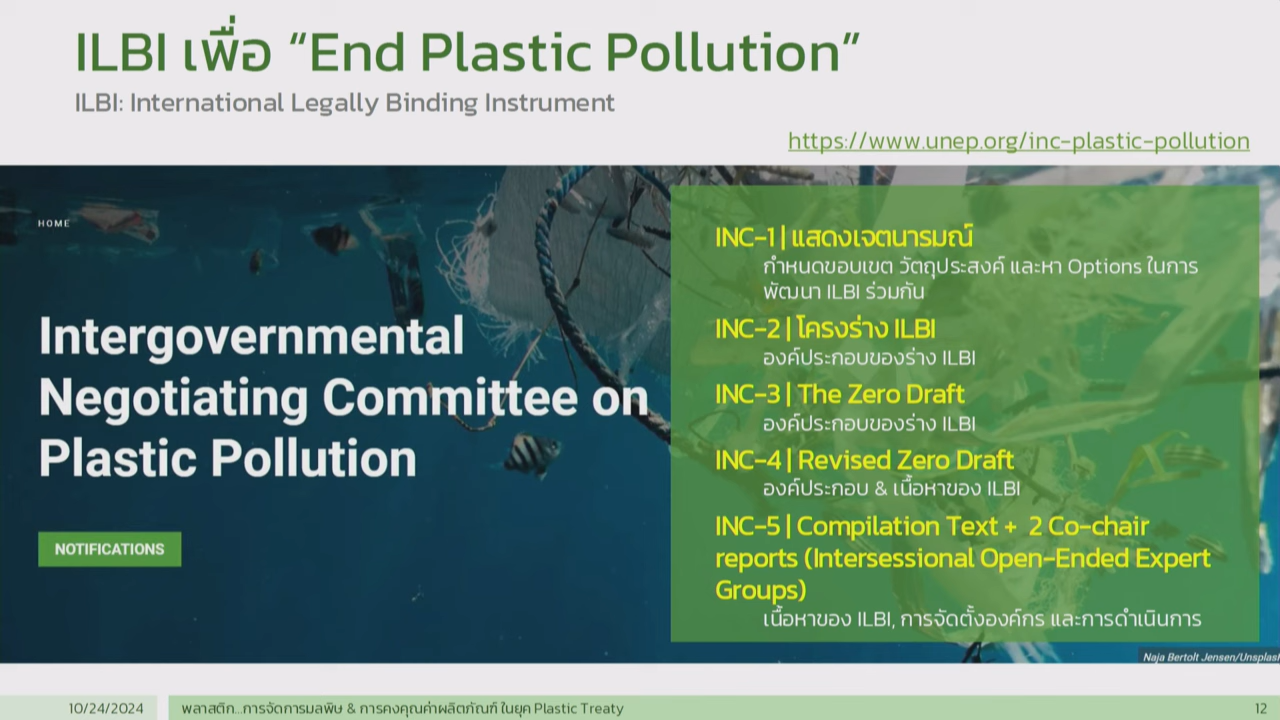 ILBI เพื่อ “End Plastic Pollution”
ILBI: International Legally Binding Instrument
https://www.unep.org/inc-plastic-pollution
HOME
Intergovernmental
Negotiating Committee on
Plastic Pollution
NOTIFICATIONS
INC-1 | แสดงเจตนารมณ์
กำหนดขอบเขต วัตถุประสงค์ และหา Options ในการ
พัฒนา ILBI ร่วมกัน
INC-2 | โครงร่าง ILBI
องค์ประกอบของร่าง ILBI
INC-3 | The Zero Draft
องค์ประกอบของร่าง ILBI
INC-4 | Revised Zero Draft
องค์ประกอบ & เนื้อหาของ ILBI
INC-5 | Compilation Text + 2 Co-chair
reports (Intersessional Open-Ended Expert
Groups)
เนื้อหาของ ILBI, การจัดตั้งองค์กร และการดำเนินการ
Naja Bertolt Jensen/Unsplash
10/24/2024
พลาสติก...การจัดการมลพิษ & การคงคุณค่าผลิตภัณฑ์ ในยุค Plastic Treaty
12